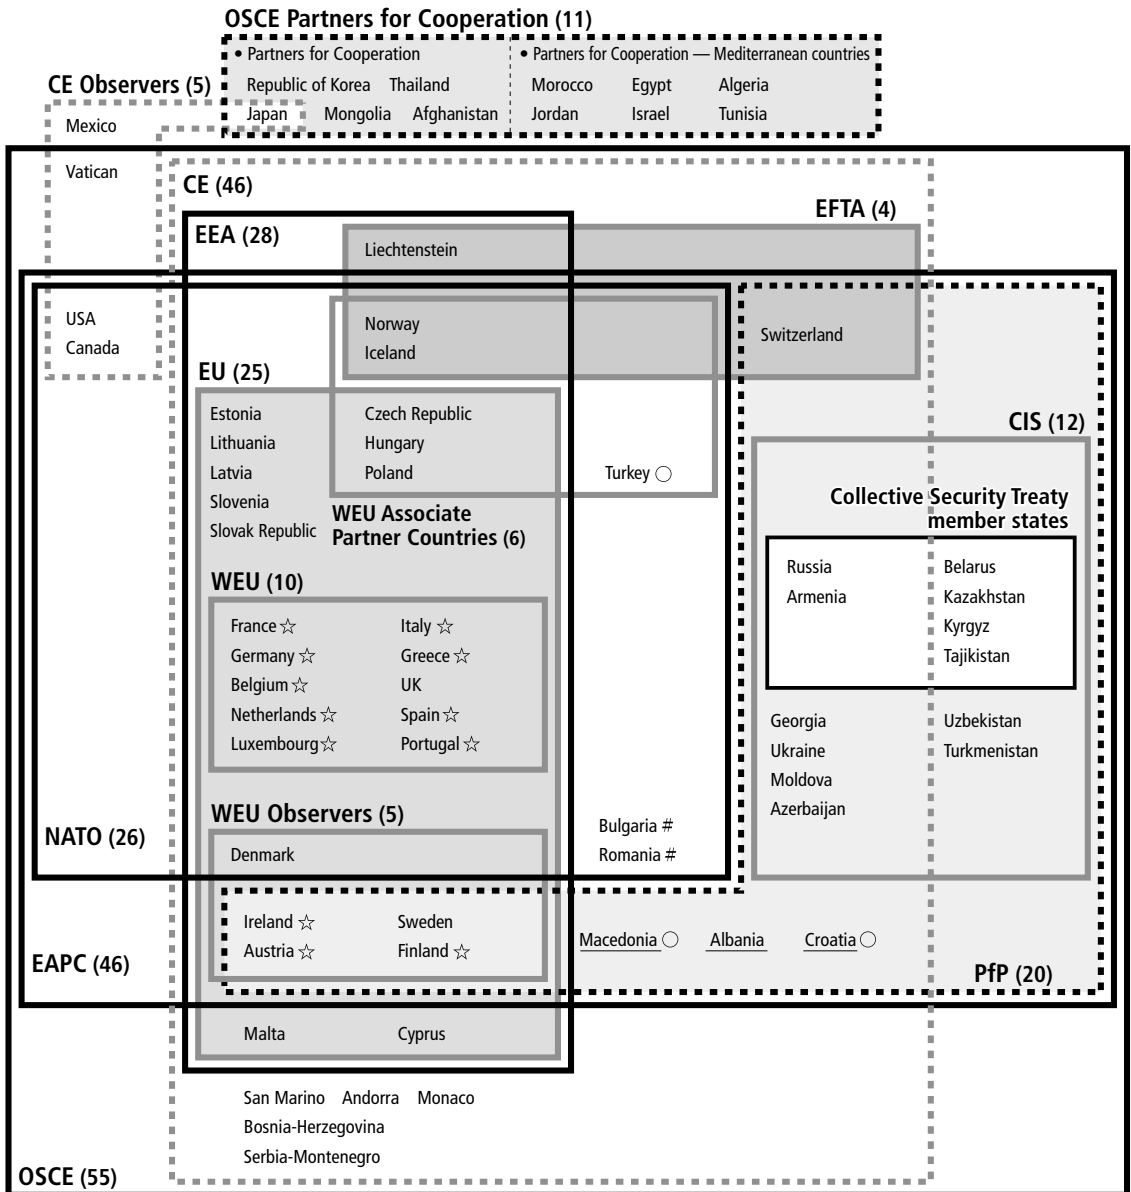 OSCE Partners for Cooperation (11)
• Partners for Cooperation
• Partners for Cooperation — Mediterranean countries
CE Observers (5)
Republic of Korea Thailand
Morocco Egypt Algeria
Japan Mongolia Afghanistan
Jordan Israel Tunisia
Mexico
Vatican
CE (46)
EFTA (4)
EEA (28)
Liechtenstein
USA
Canada
Norway
Iceland
Switzerland
EU (25)
Estonia
Lithuania
Latvia
Slovenia
Slovak Republic
Czech Republic
Hungary
Poland
Turkey ○
CIS (12)
WEU Associate
Partner Countries (6)
Collective Security Treaty
member states
Russia
Armenia
Belarus
Kazakhstan
Kyrgyz
Tajikistan
WEU (10)
France ☆
Germany ☆
Belgium ☆
Netherlands ☆
Luxembourg ☆
Italy ☆
Greece ☆
UK
Spain ☆
Portugal ☆
Georgia
Ukraine
Moldova
Azerbaijan
Uzbekistan
Turkmenistan
WEU Observers (5)
Denmark
Bulgaria #
Romania #
NATO (26)
Ireland ☆
Austria ☆
Sweden
Finland ☆
Macedonia ○ Albania Croatia ○
EAPC (46)
PfP (20)
Malta Cyprus
San Marino Andorra Monaco
Bosnia-Herzegovina
Serbia-Montenegro
OSCE (55)